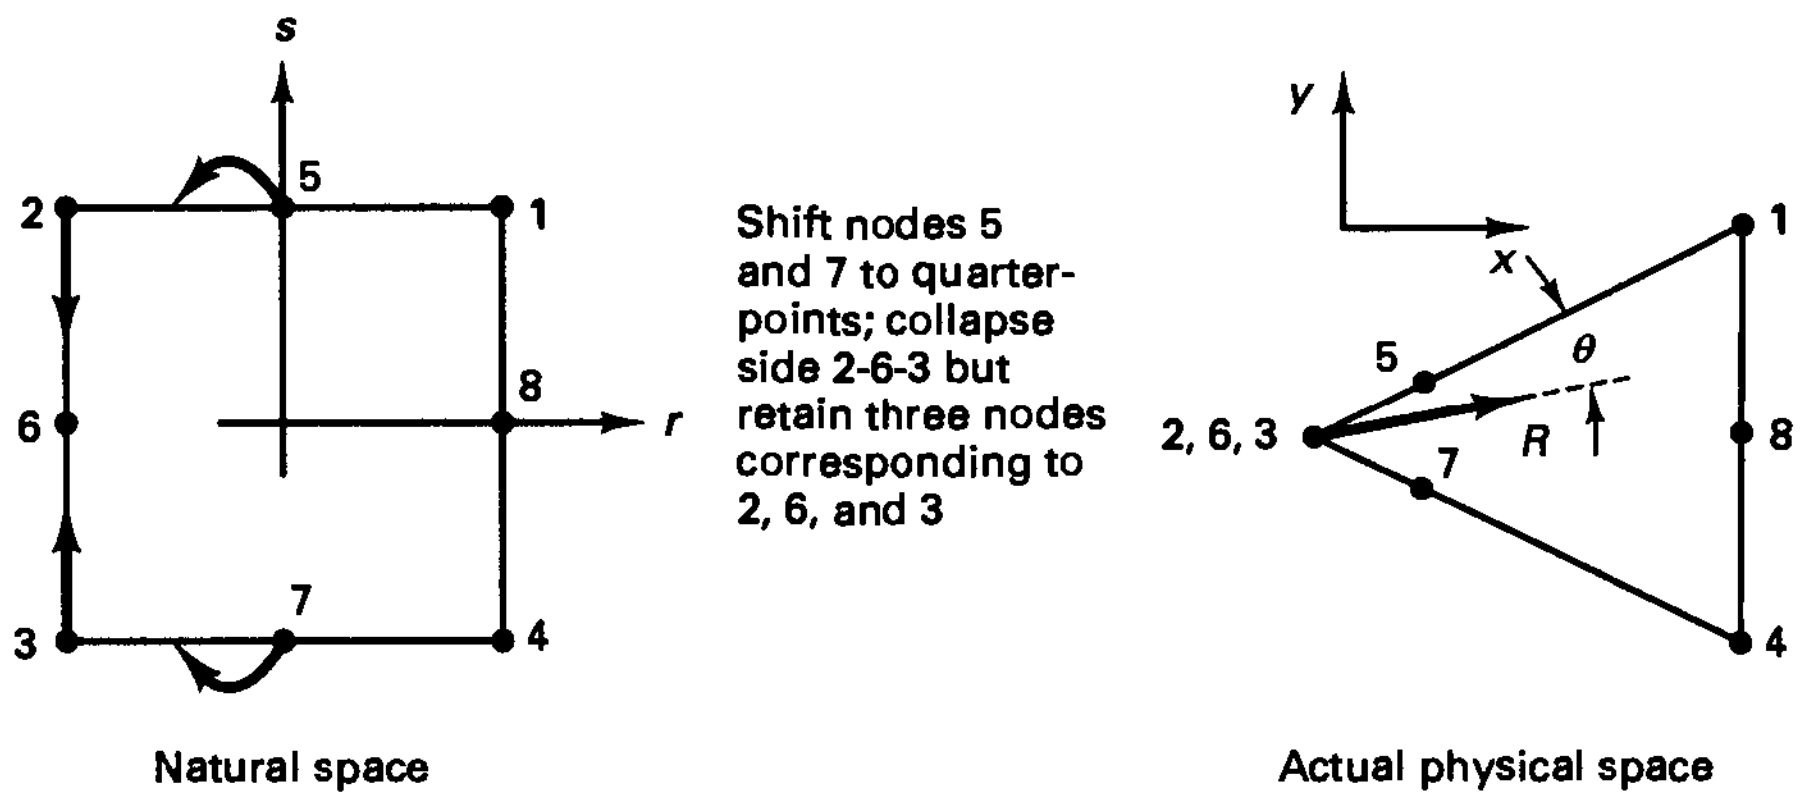 s
5
2
1
6
8
r
3
7
4
Natural space
Shift nodes 5
and 7 to quarter-
points; collapse
side 2-6-3 but
retain three nodes
corresponding to
2, 6, and 3
y
x
1
5
θ
2, 6, 3
R
8
7
4
Actual physical space